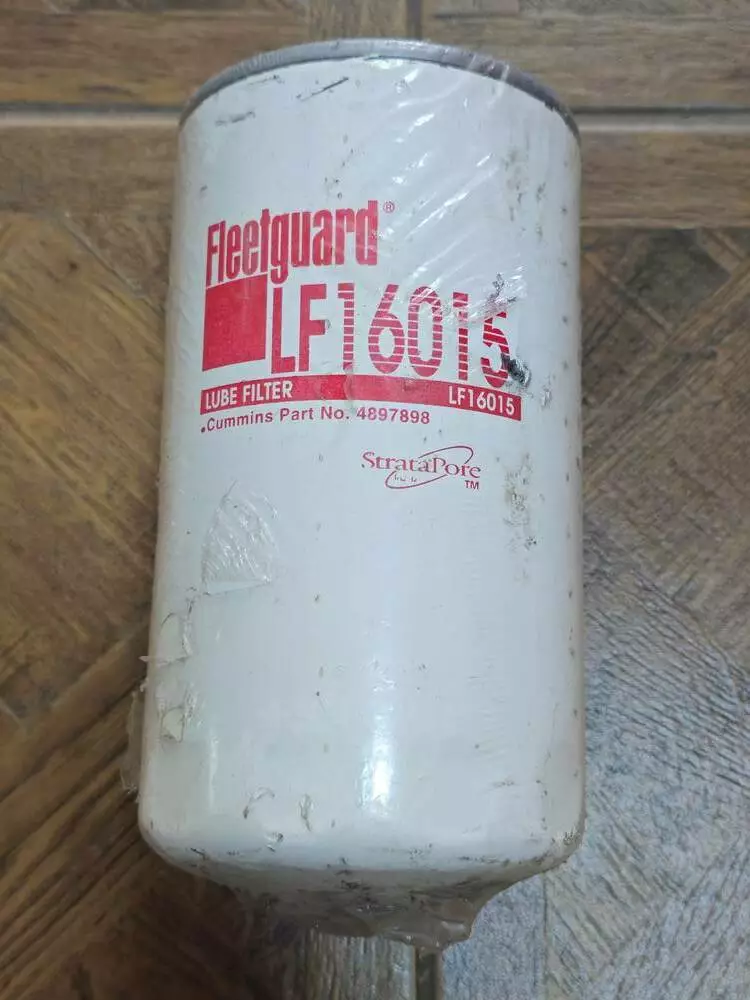 Fleetguard®
LF16015
LUBE FILTER LF16015
•Cummins Part No. 4897898
StrataPore
TM